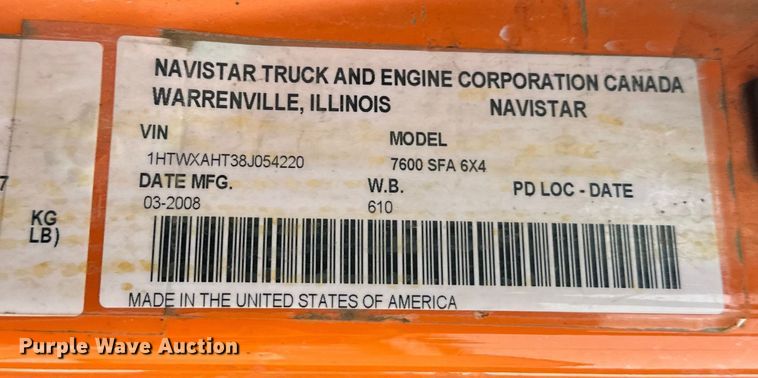 NAVISTAR TRUCK AND ENGINE CORPORATION CANADA
WARRENVILLE, ILLINOIS NAVISTAR
VIN MODEL
1HTWXAHT38J054220 7600 SFA 6X4
DATE MFG. W.B. PD LOC - DATE
03-2008 610
7
KG
LB)
MADE IN THE UNITED STATES OF AMERICA
Purple Wave Auction